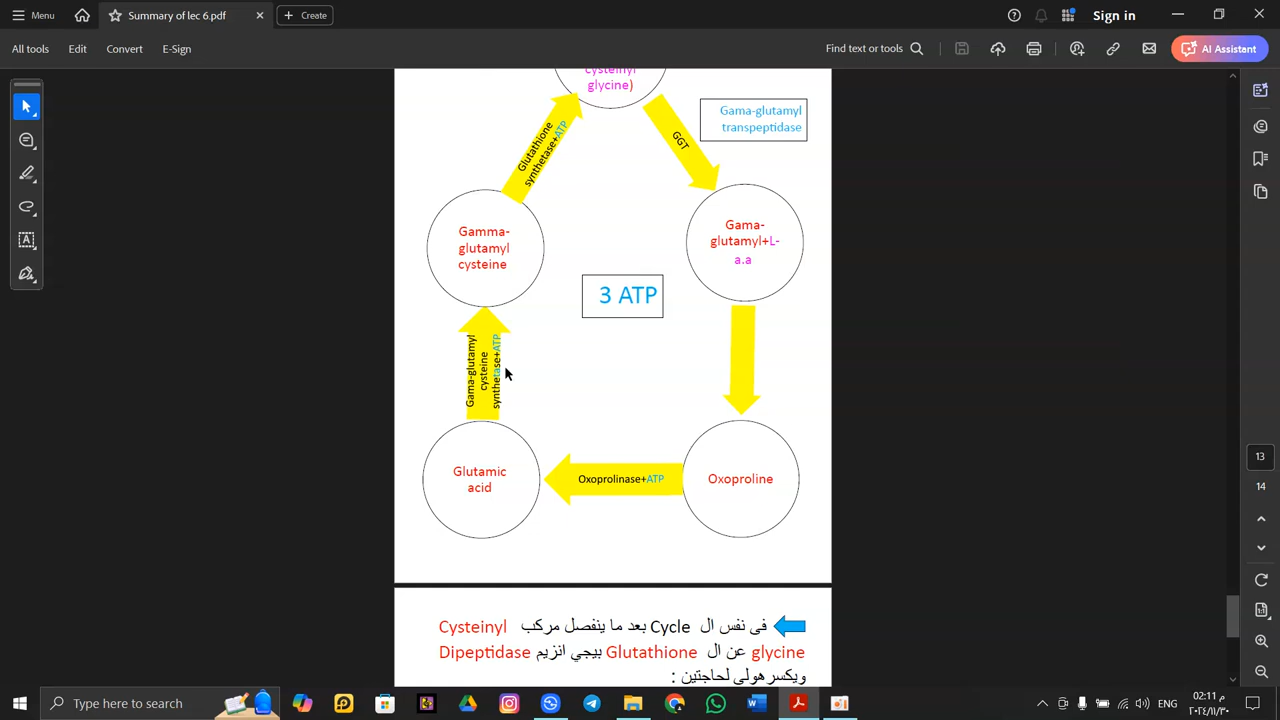 Menu
Home
Summary of lec 6.pdf
Create
Sign in
All tools
Edit
Convert
E-Sign
Find text or tools
AI Assistant
cysteinyl
glycine)
Gama-glutamyl
transpeptidase
Glutathione
synthetase+ATP
GGT
Gamma-
glutamyl
cysteine
Gama-
glutamyl+L-
a.a
3 ATP
Gama-glutamyl
cysteine
synthetase+ATP
Glutamic
acid
Oxoprolinase+ATP
Oxoproline
فى نفس ال Cycle بعد ما ينفصل مركب Cysteinyl
glycine عن ال Glutathione بيجي انزيم Dipeptidase
ويكسرهولى لحاجتين :
13
14
Type here to search
ENG
02:11 م